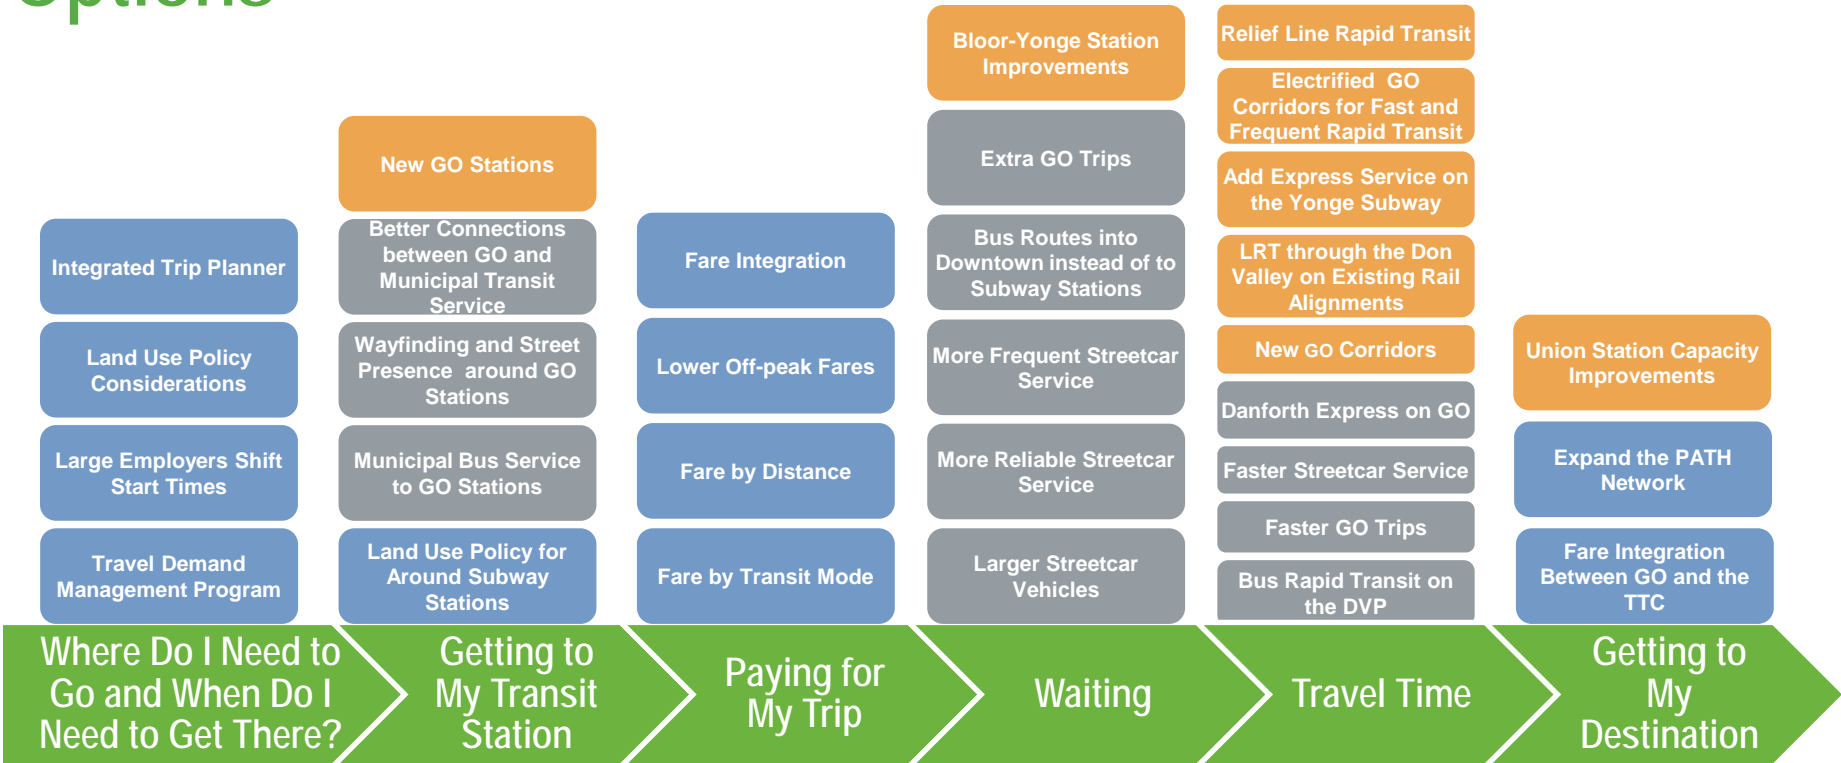 Options
Integrated Trip Planner
Land Use Policy
Considerations
Large Employers Shift
Start Times
Travel Demand
Management Program
Where Do I Need to
Go and When Do I
Need to Get There?
New GO Stations
Better Connections
between GO and
Municipal Transit
Service
Wayfinding and Street
Presence around GO
Stations
Municipal Bus Service
to GO Stations
Land Use Policy for
Around Subway
Stations
Getting to
My Transit
Station
Fare Integration
Lower Off-peak Fares
Fare by Distance
Fare by Transit Mode
Paying for
My Trip
Bloor-Yonge Station
Improvements
Extra GO Trips
Bus Routes into
Downtown instead of to
Subway Stations
More Frequent Streetcar
Service
More Reliable Streetcar
Service
Larger Streetcar
Vehicles
Waiting
Relief Line Rapid Transit
Electrified GO
Corridors for Fast and
Frequent Rapid Transit
Add Express Service on
the Yonge Subway
LRT through the Don
Valley on Existing Rail
Alignments
New GO Corridors
Danforth Express on GO
Faster Streetcar Service
Faster GO Trips
Bus Rapid Transit on
the DVP
Travel Time
Union Station Capacity
Improvements
Expand the PATH
Network
Fare Integration
Between GO and the
TTC
Getting to
My
Destination